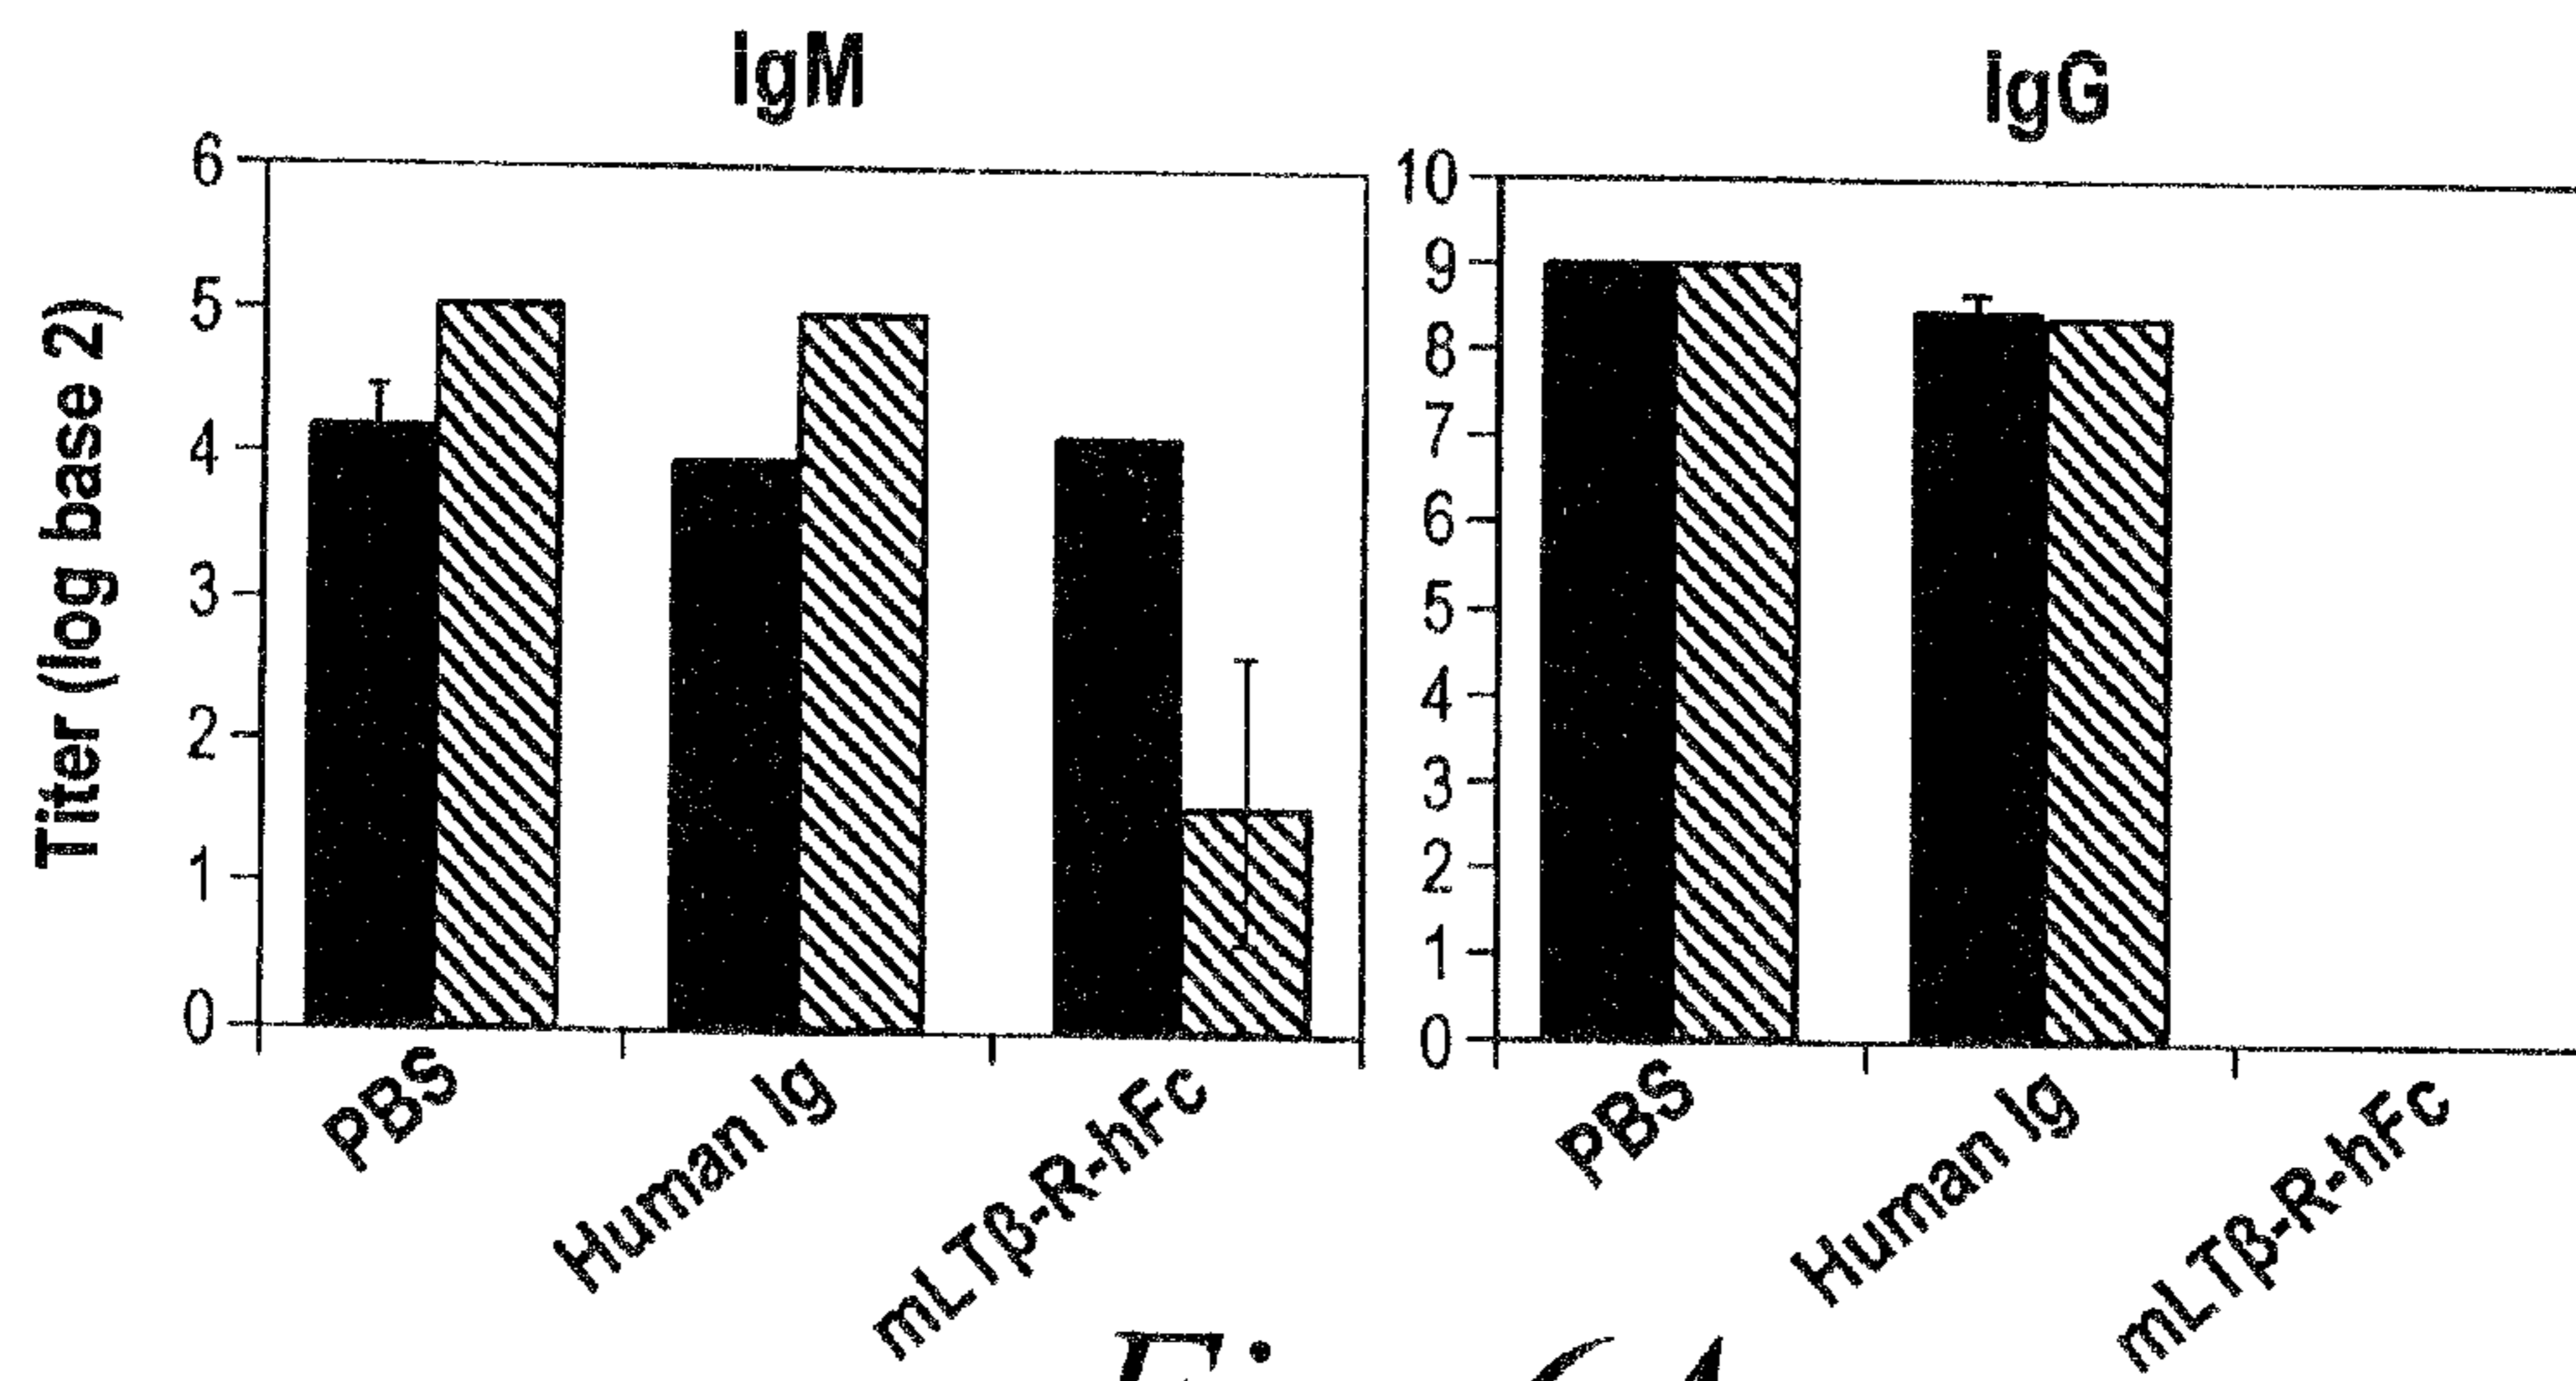 IgM
6
5
4
3
2
1
0
Titer (log base 2)
PBS
Human Ig
mLTβ-R-hFc
IgG
10
9
8
7
6
5
4
3
2
1
0
PBS
Human Ig
mLTβ-R-hFc